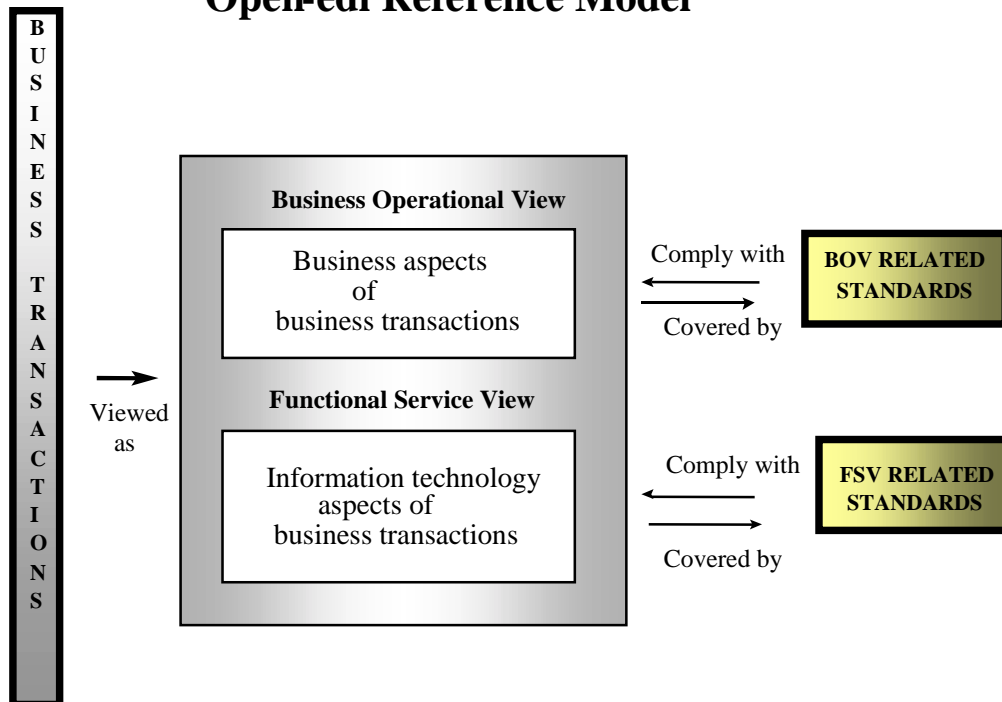 Open-edi Reference Model
BUSINESS TRANSACTIONS
Viewed
as
Business Operational View
Business aspects
of
business transactions
Functional Service View
Information technology
aspects of
business transactions
Comply with
Covered by
BOV RELATED
STANDARDS
Comply with
Covered by
FSV RELATED
STANDARDS